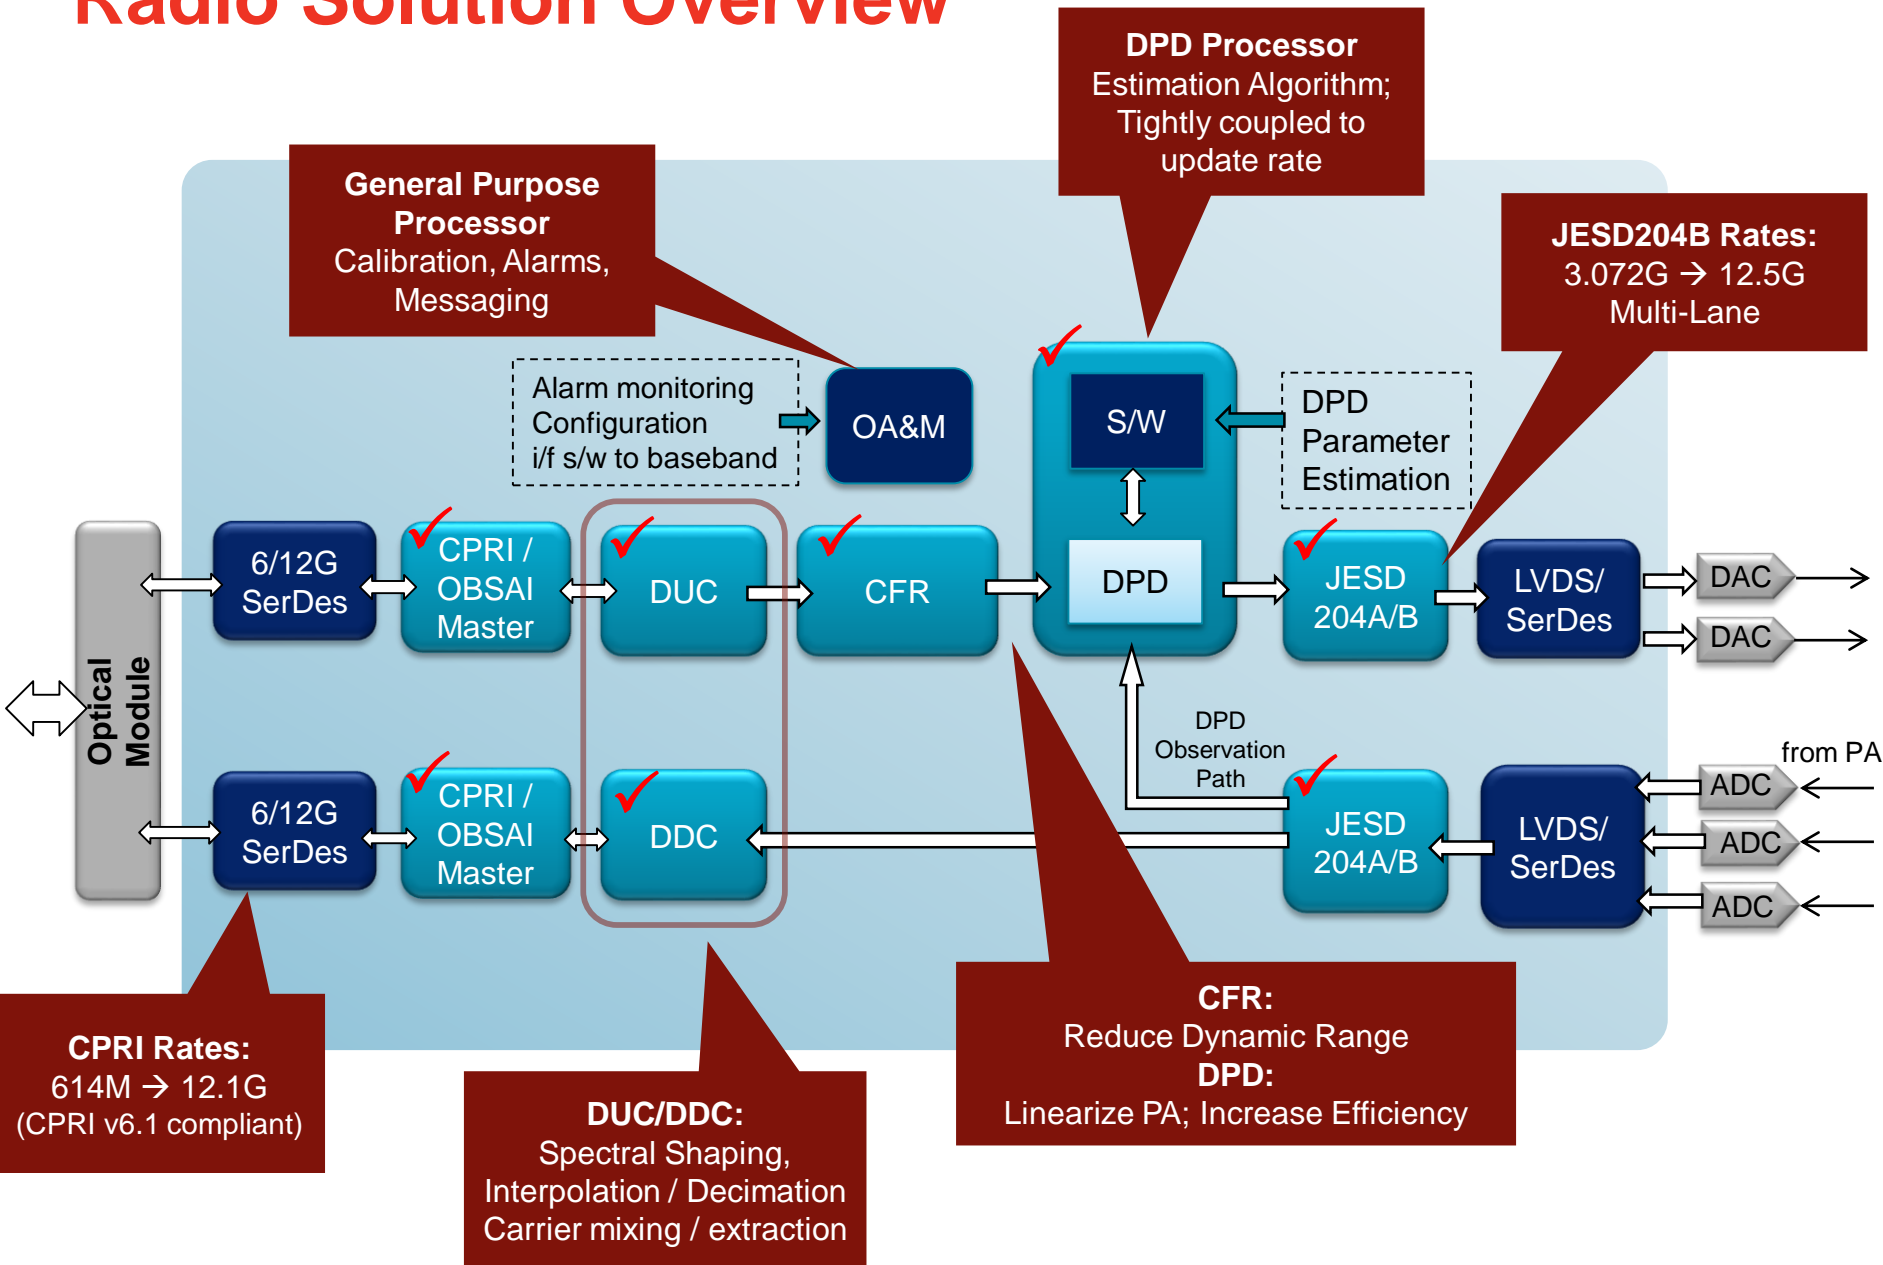 Radio Solution Overview
DPD Processor
Estimation Algorithm;
Tightly coupled to
update rate
General Purpose
Processor
Calibration, Alarms,
Messaging
JESD204B Rates:
3.072G → 12.5G
Multi-Lane
Alarm monitoring
Configuration
i/f s/w to baseband
OA&M
S/W
DPD
Parameter
Estimation
6/12G
SerDes
CPRI /
OBSAI
Master
DUC
CFR
DPD
JESD
204A/B
LVDS/
SerDes
DAC
DAC
Optical
Module
DPD
Observation
Path
from PA
6/12G
SerDes
CPRI /
OBSAI
Master
DDC
JESD
204A/B
LVDS/
SerDes
ADC
ADC
ADC
CPRI Rates:
614M → 12.1G
(CPRI v6.1 compliant)
DUC/DDC:
Spectral Shaping,
Interpolation / Decimation
Carrier mixing / extraction
CFR:
Reduce Dynamic Range
DPD:
Linearize PA; Increase Efficiency